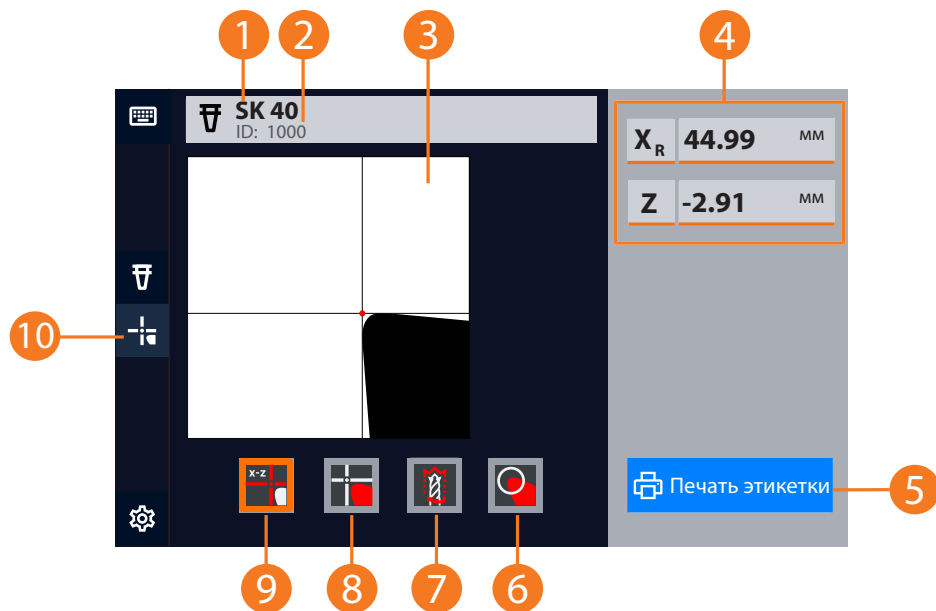 1 2 3 4
SK 40
ID: 1000
X R 44.99 мм
Z -2.91 мм
10
x-z
Печать этикетки 5
9 8 7 6